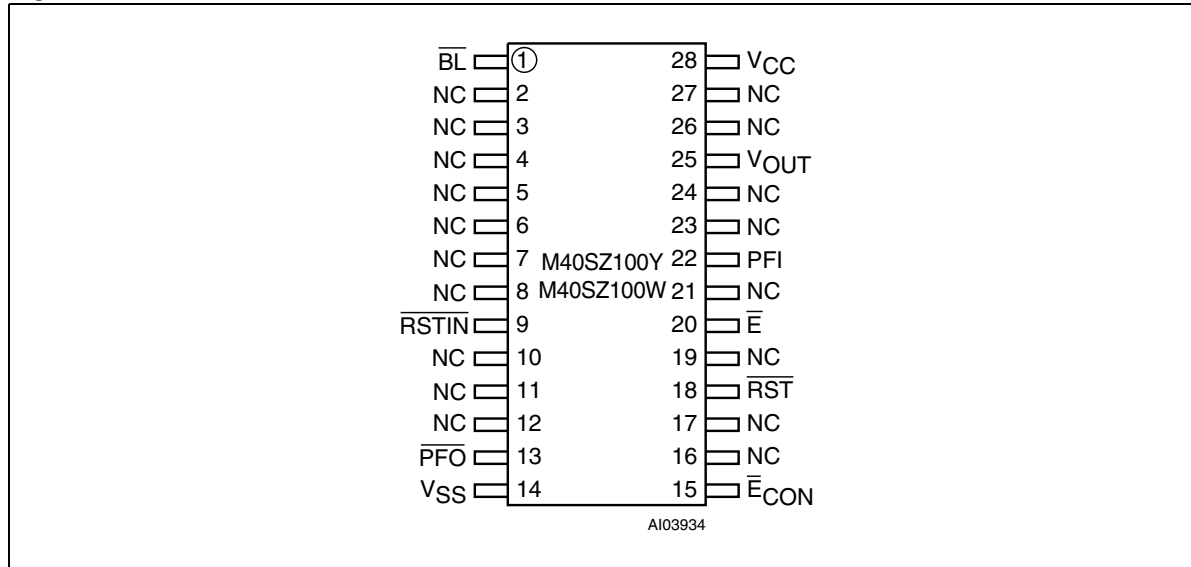 BL 1 28 VCC
NC 2 27 NC
NC 3 26 NC
NC 4 25 VOUT
NC 5 24 NC
NC 6 23 NC
NC 7 M40SZ100Y 22 PFI
NC 8 M40SZ100W 21 NC
RSTIN 9 20 E
NC 10 19 NC
NC 11 18 RST
NC 12 17 NC
PFO 13 16 NC
VSS 14 15 ECON
AI03934